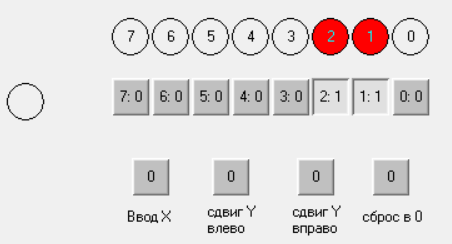 7 6 5 4 3 2 1 0
7: 0 6: 0 5: 0 4: 0 3: 0 2: 1 1: 1 0: 0
0 0 0 0
Ввод X сдвиг Y влево сдвиг Y вправо сброс в 0